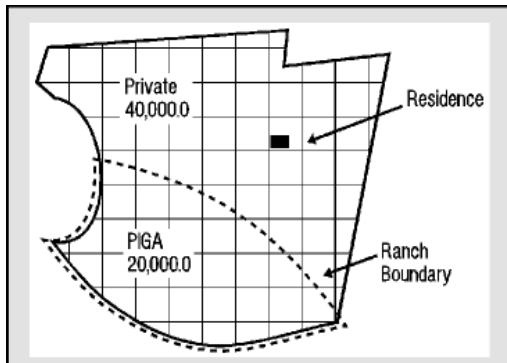 Private
40,000.0
Residence
PIGA
20,000.0
Ranch
Boundary